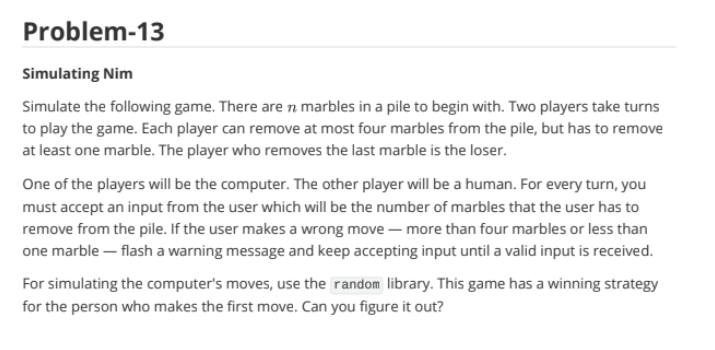 Problem-13
Simulating Nim
Simulate the following game. There are n marbles in a pile to begin with. Two players take turns
to play the game. Each player can remove at most four marbles from the pile, but has to remove
at least one marble. The player who removes the last marble is the loser.
One of the players will be the computer. The other player will be a human. For every turn, you
must accept an input from the user which will be the number of marbles that the user has to
remove from the pile. If the user makes a wrong move — more than four marbles or less than
one marble — flash a warning message and keep accepting input until a valid input is received.
For simulating the computer's moves, use the random library. This game has a winning strategy
for the person who makes the first move. Can you figure it out?